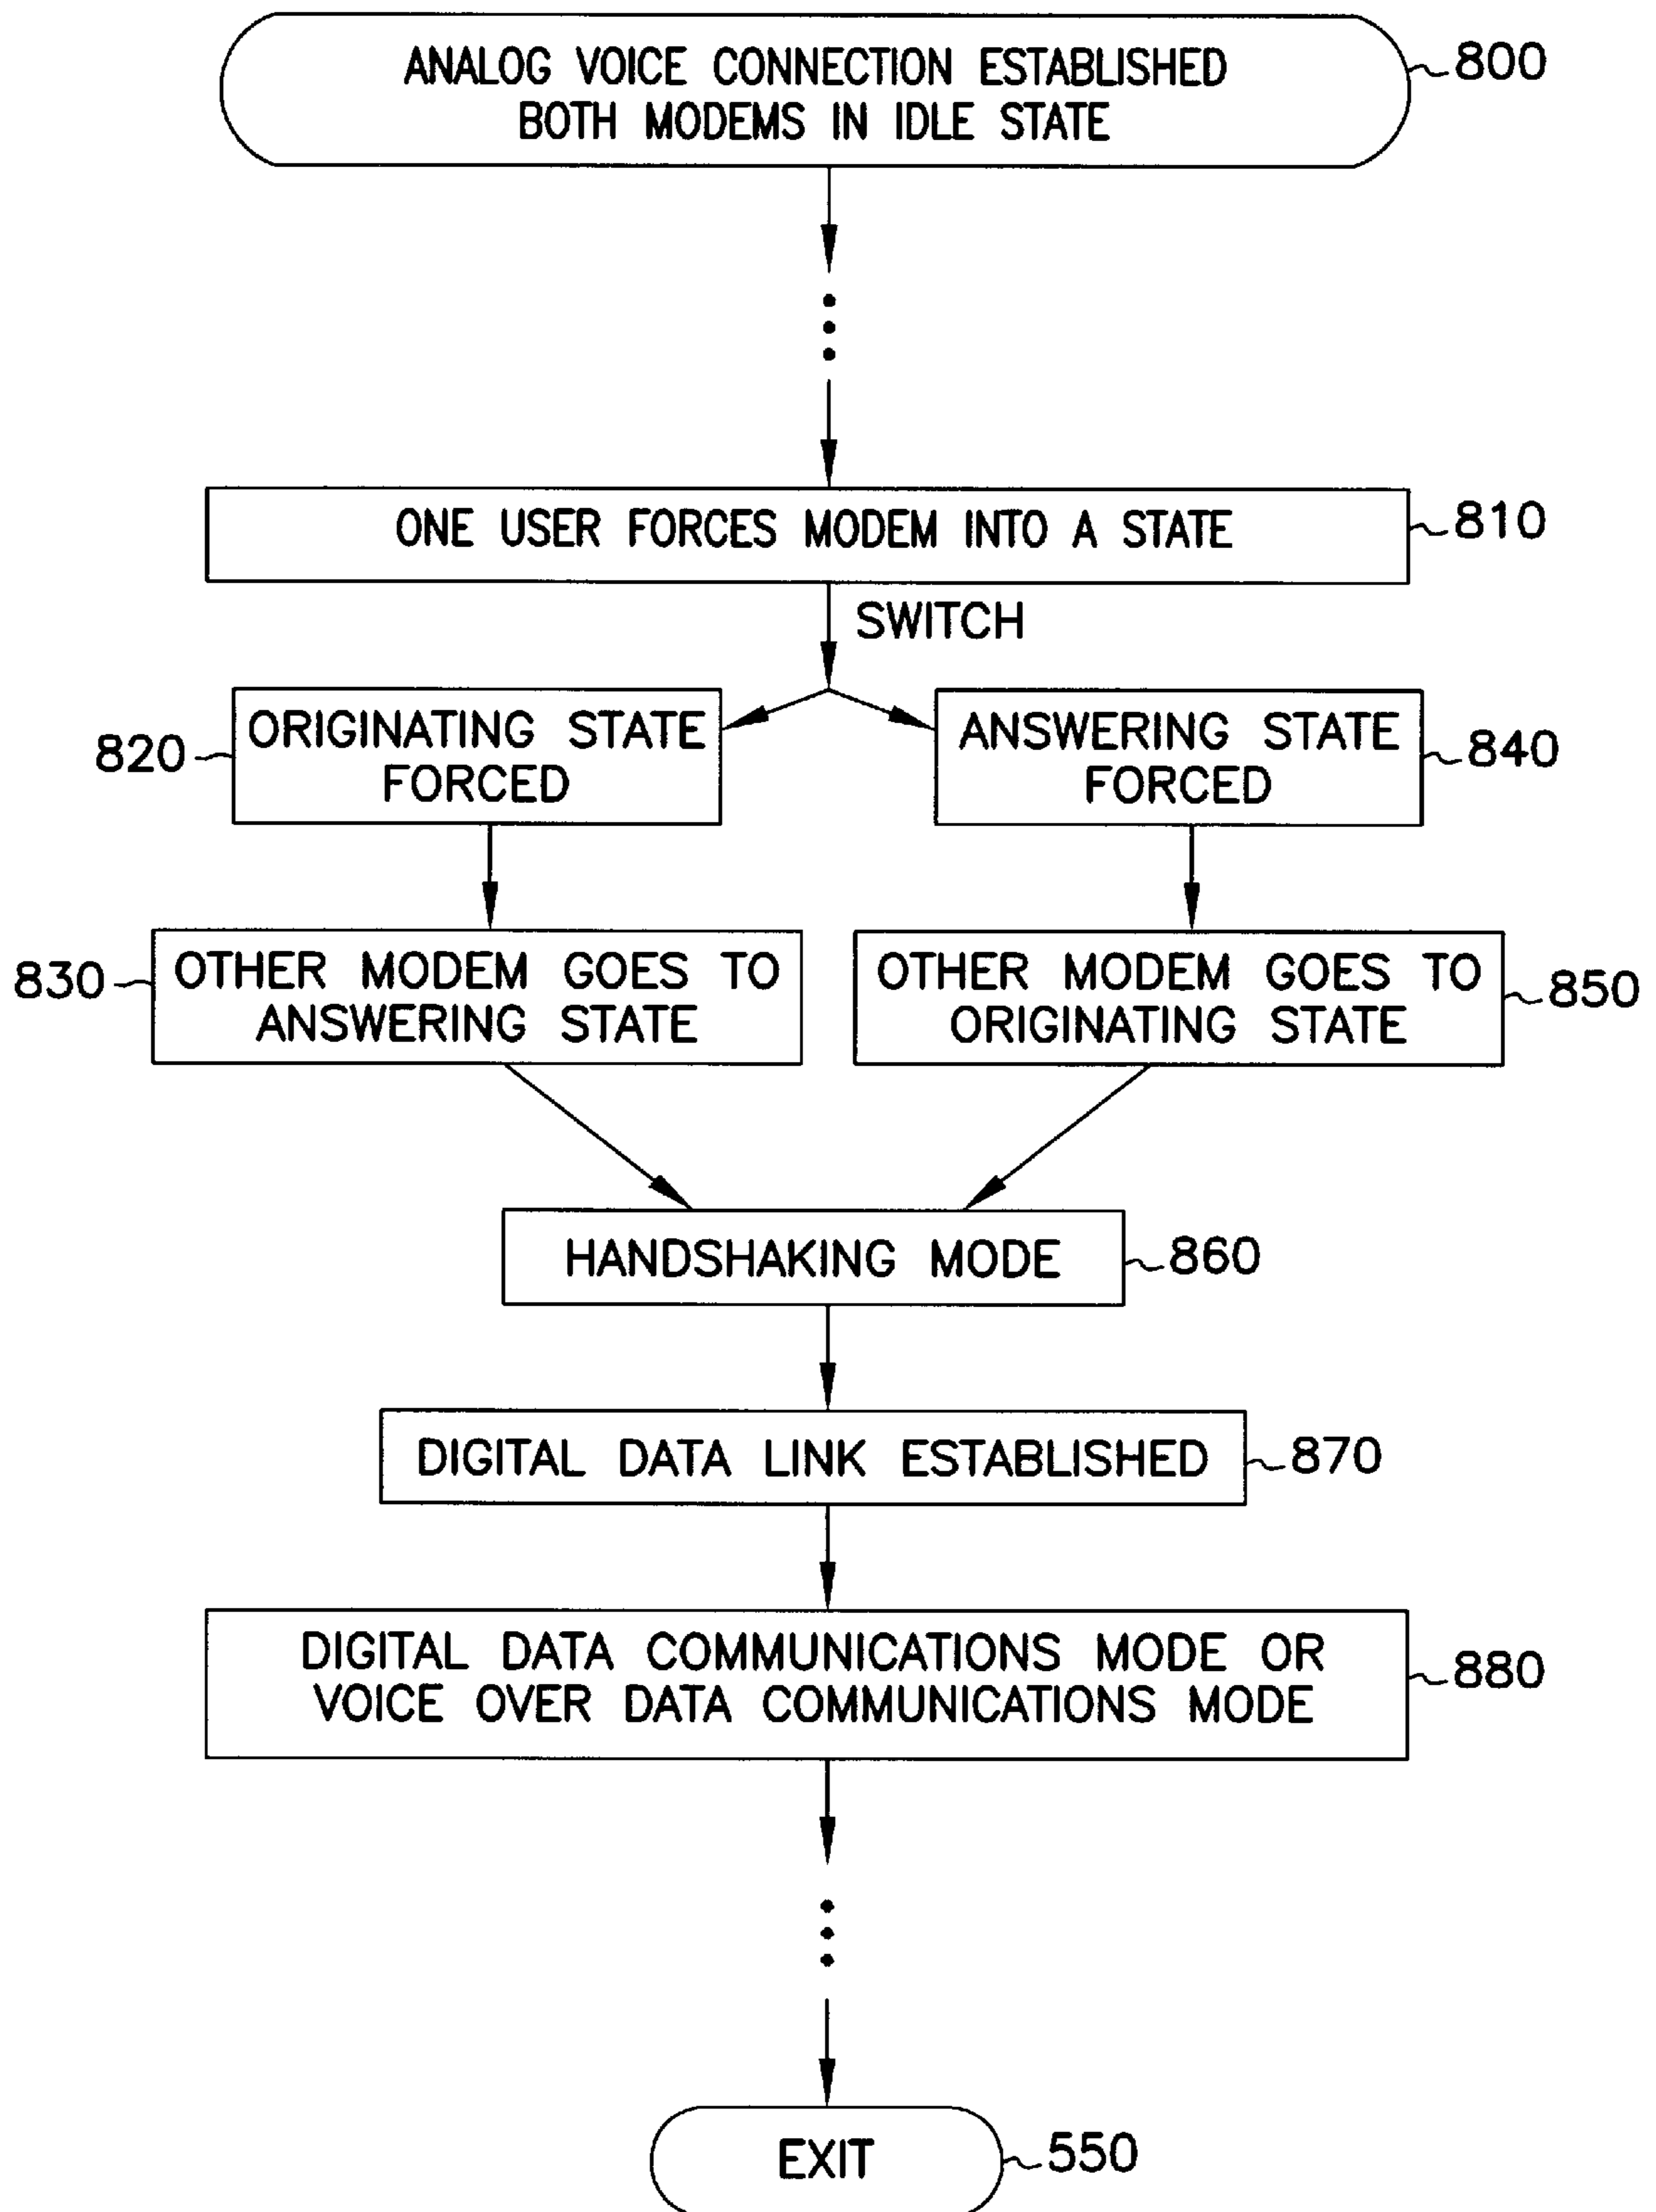 ANALOG VOICE CONNECTION ESTABLISHED
BOTH MODEMS IN IDLE STATE
800
ONE USER FORCES MODEM INTO A STATE
810
SWITCH
820
ORIGINATING STATE
FORCED
ANSWERING STATE
FORCED
840
830
OTHER MODEM GOES TO
ANSWERING STATE
OTHER MODEM GOES TO
ORIGINATING STATE
850
HANDSHAKING MODE
860
DIGITAL DATA LINK ESTABLISHED
870
DIGITAL DATA COMMUNICATIONS MODE OR
VOICE OVER DATA COMMUNICATIONS MODE
880
EXIT
550